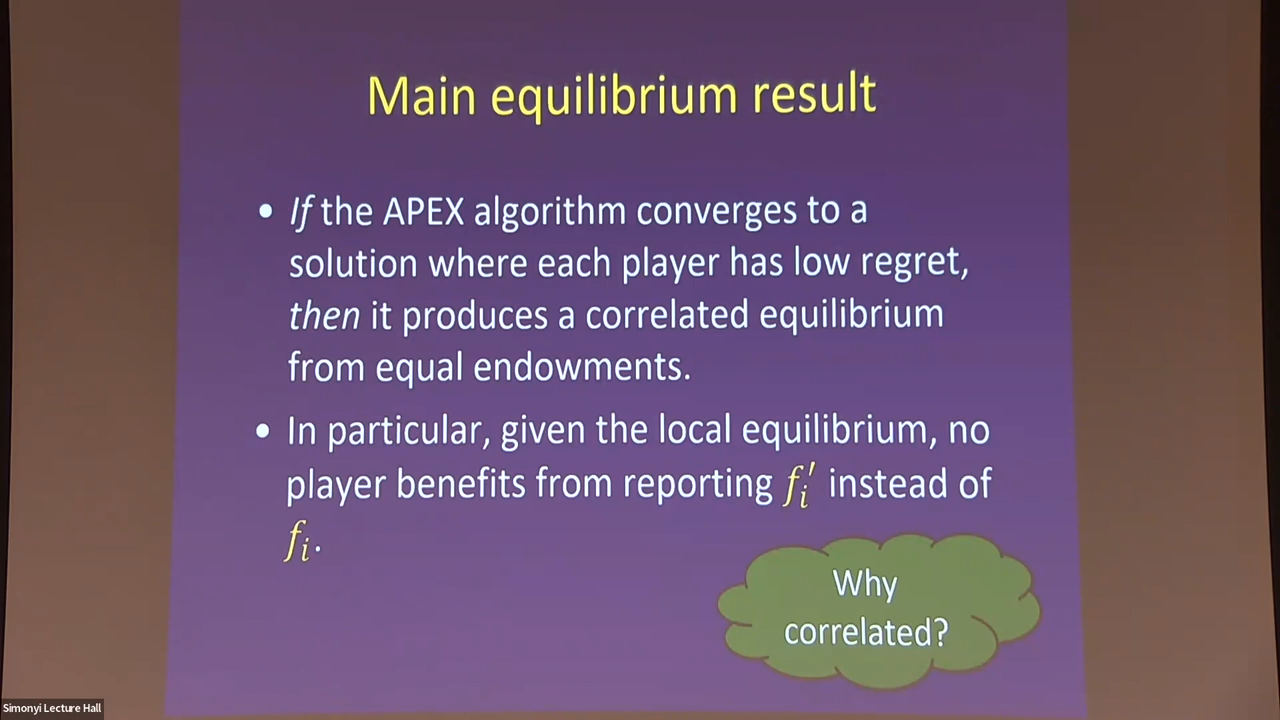 Main equilibrium result
• If the APEX algorithm converges to a
solution where each player has low regret,
then it produces a correlated equilibrium
from equal endowments.
• In particular, given the local equilibrium, no
player benefits from reporting f_i' instead of
f_i.
Why
correlated?
Simonyi Lecture Hall